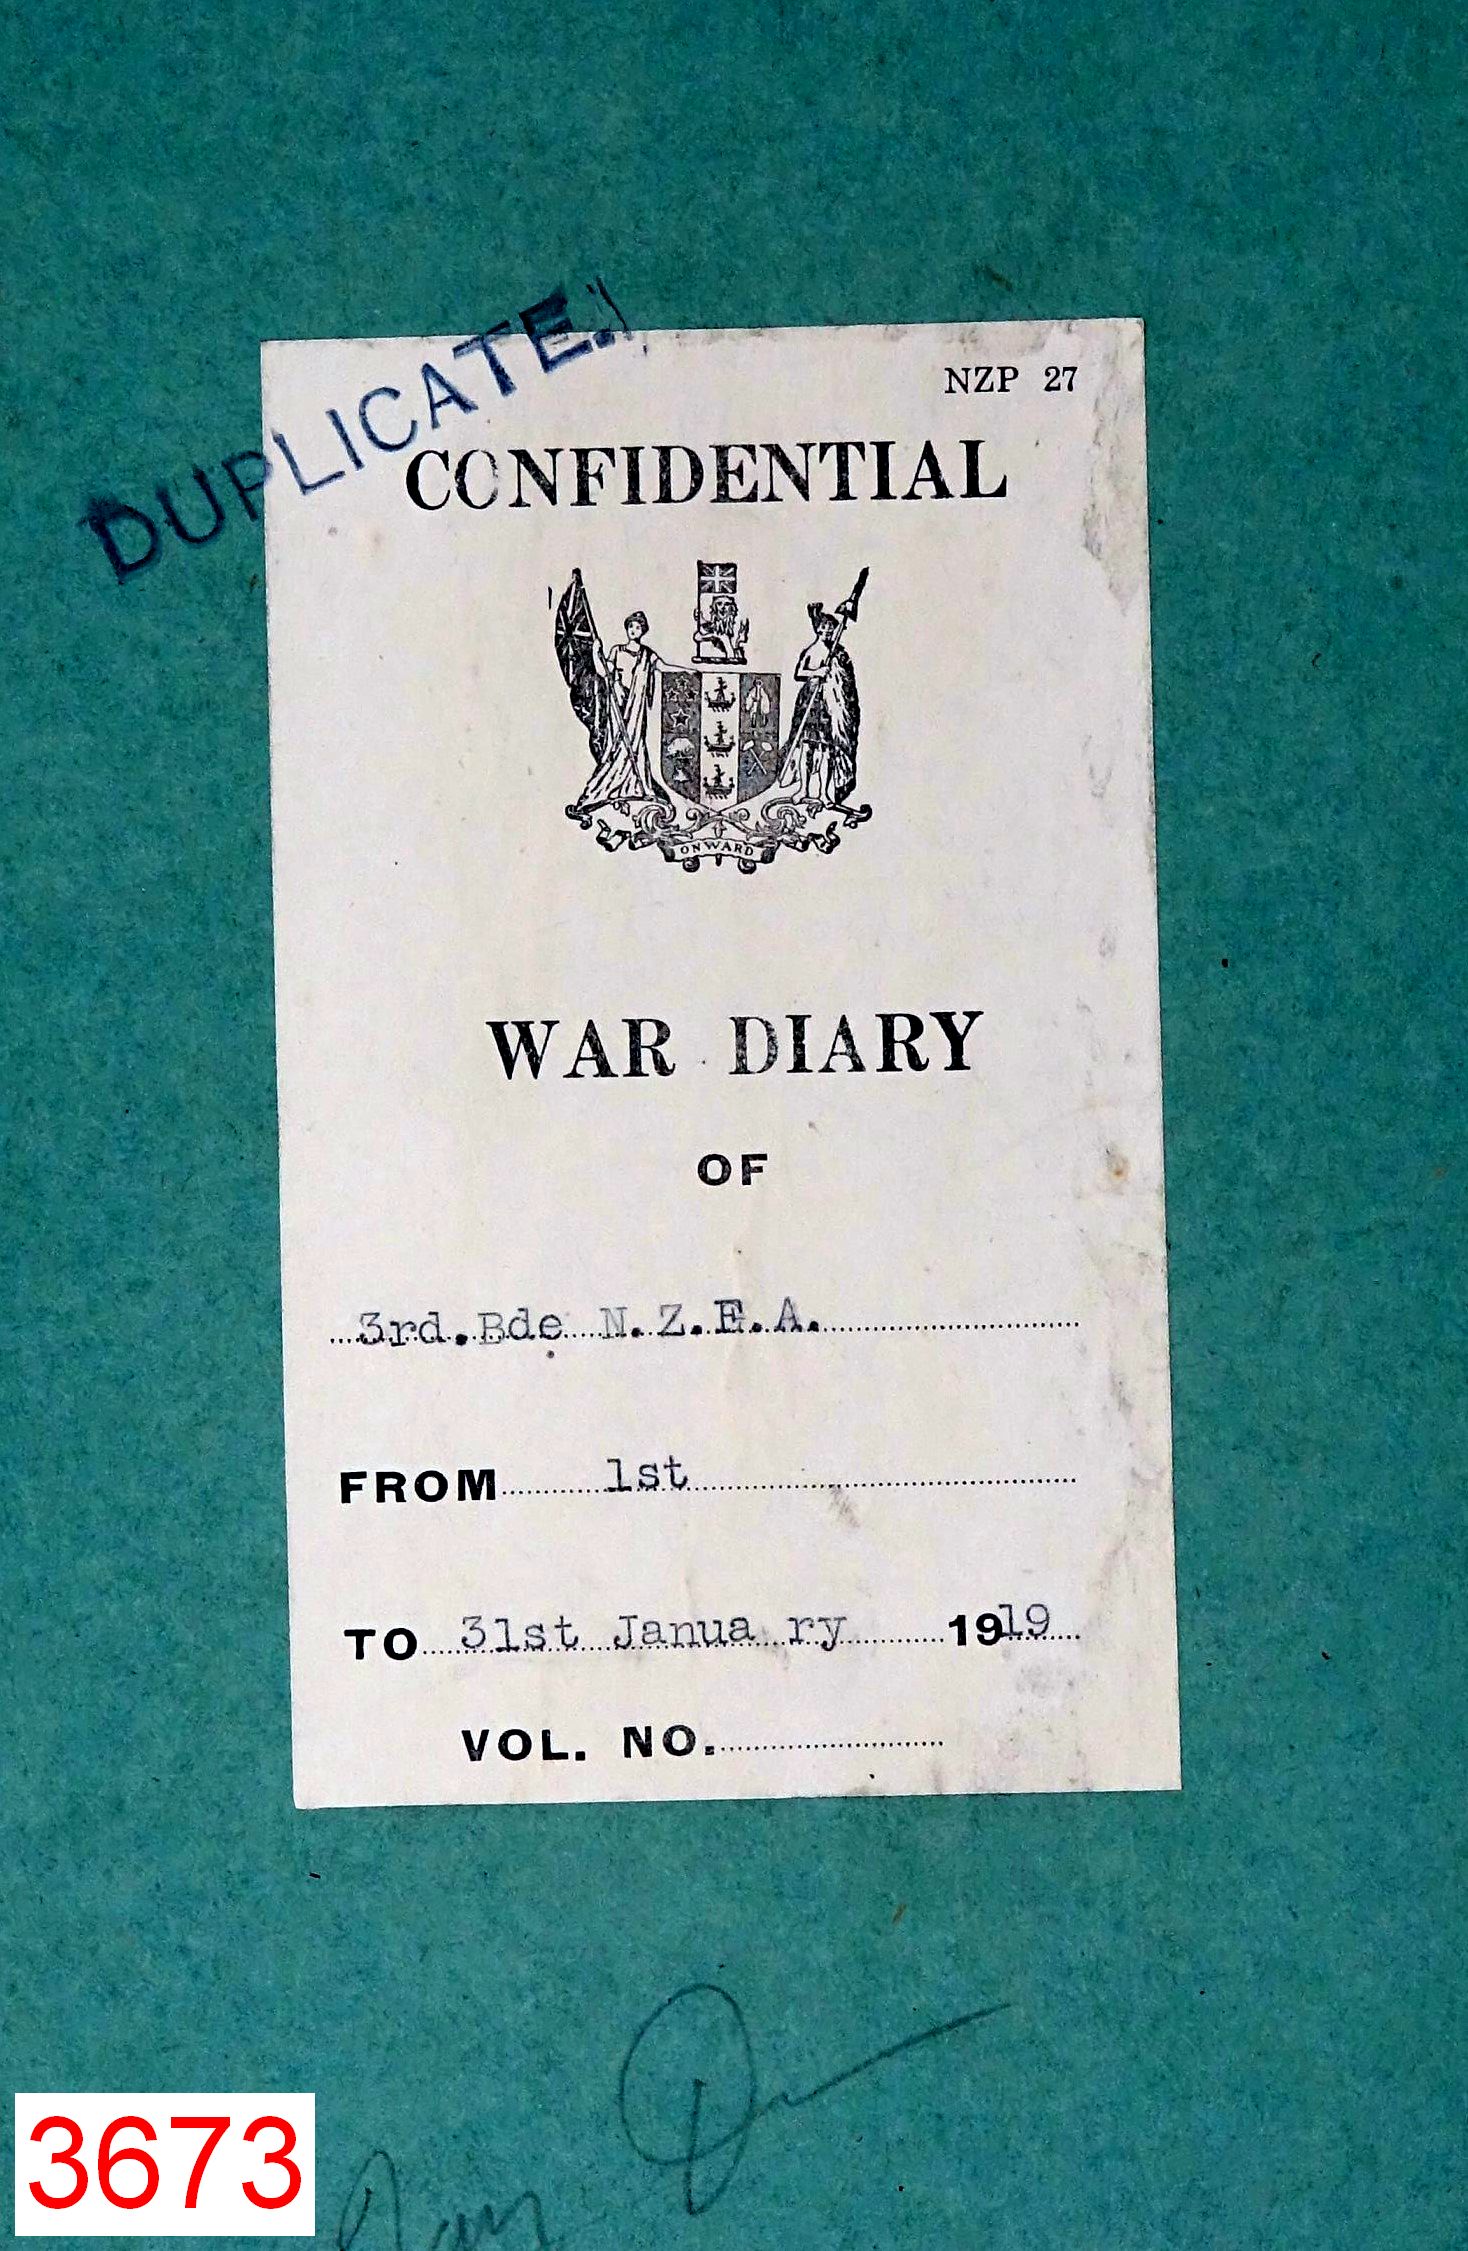 DUPLICATE.
NZP 27
CONFIDENTIAL
ONWARD
WAR DIARY
OF
3rd. Bde N.Z.F.A.
FROM 1st
TO 31st Janua ry 1919
VOL. NO.
3673